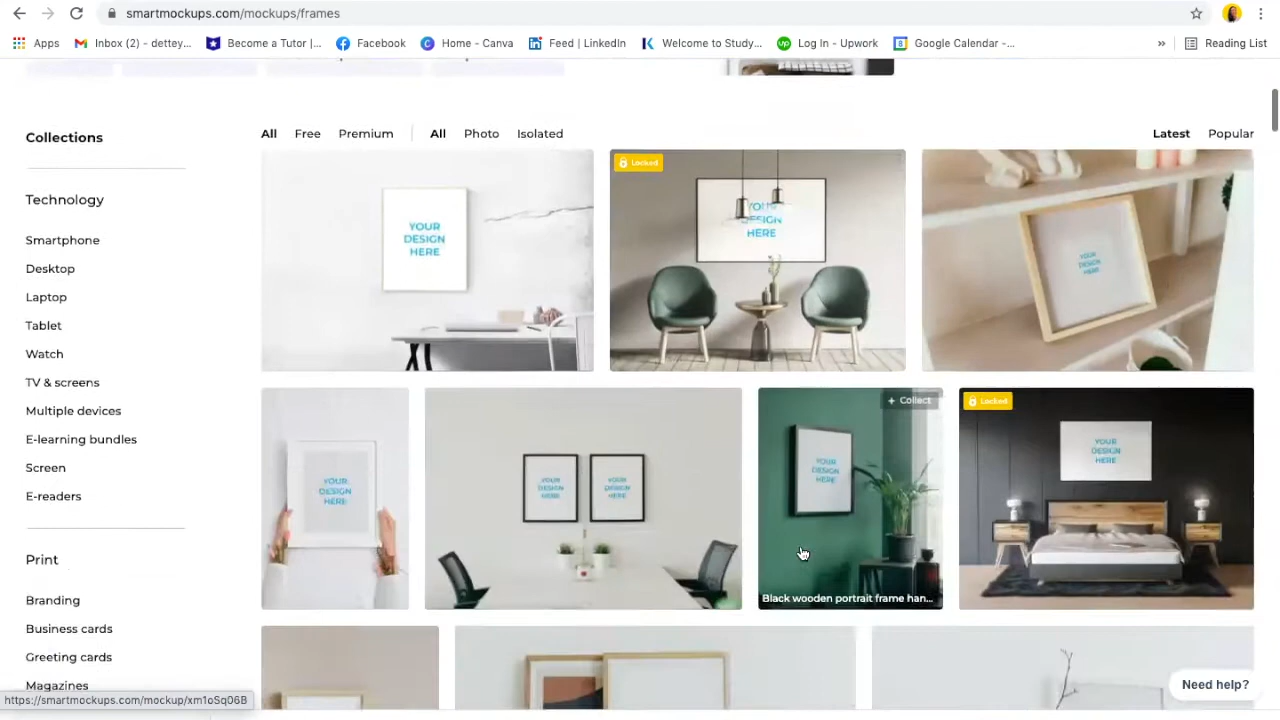 smartmockups.com/mockups/frames
Apps
Inbox (2) - dettey...
Become a Tutor |...
Facebook
Home - Canva
Feed | LinkedIn
Welcome to Study...
Log In - Upwork
Google Calendar -...
»
Reading List
Collections
All Free Premium All Photo Isolated
Latest Popular
Technology
Smartphone
Desktop
Laptop
Tablet
Watch
TV & screens
Multiple devices
E-learning bundles
Screen
E-readers
Print
Branding
Business cards
Greeting cards
Magazines
YOUR
DESIGN
HERE
Locked
YOUR
DESIGN
HERE
YOUR
DESIGN
HERE
YOUR
DESIGN
HERE
YOUR
DESIGN
HERE
YOUR
DESIGN
HERE
+ Collect
YOUR
DESIGN
HERE
Black wooden portrait frame han...
Locked
YOUR
DESIGN
HERE
Need help?
https://smartmockups.com/mockup/xm1oSq06B